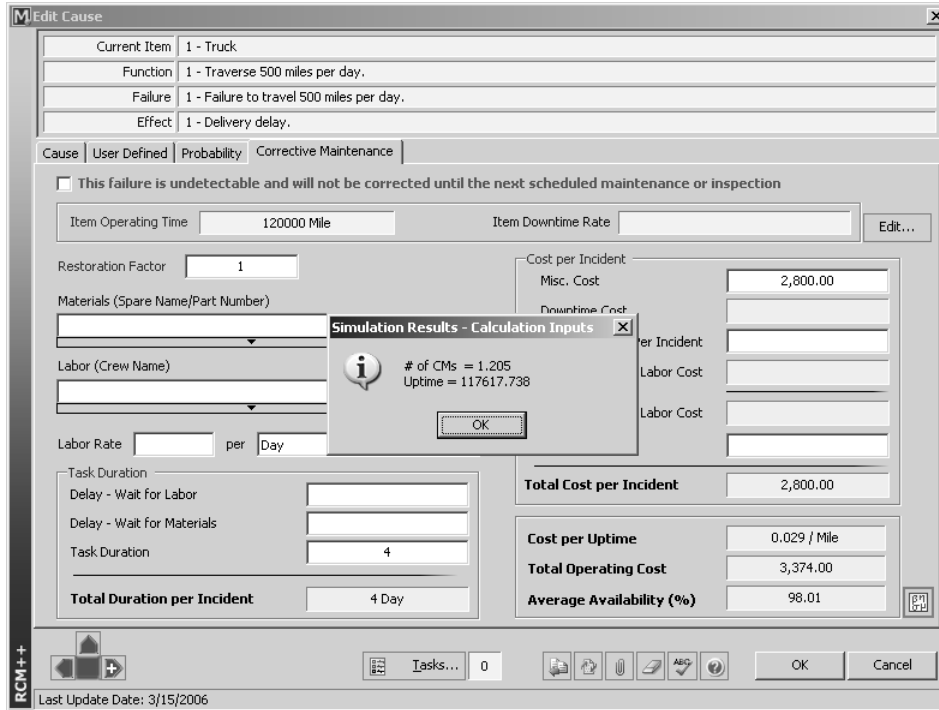 Edit Cause
Current Item 1 - Truck
Function 1 - Traverse 500 miles per day.
Failure 1 - Failure to travel 500 miles per day.
Effect 1 - Delivery delay.
Cause User Defined Probability Corrective Maintenance
This failure is undetectable and will not be corrected until the next scheduled maintenance or inspection
Item Operating Time 120000 Mile Item Downtime Rate Edit...
Restoration Factor 1
Materials (Spare Name/Part Number)
Labor (Crew Name)
Labor Rate per Day
Task Duration
Delay - Wait for Labor
Delay - Wait for Materials
Task Duration 4
Total Duration per Incident 4 Day
Cost per Incident
Misc. Cost 2,800.00
Downtime Cost
Per Incident
Labor Cost
Labor Cost
Total Cost per Incident 2,800.00
Cost per Uptime 0.029 / Mile
Total Operating Cost 3,374.00
Average Availability (%) 98.01
Simulation Results - Calculation Inputs
# of CMs = 1.205
Uptime = 117617.738
OK
Tasks... 0 ABC OK Cancel
RCM++
Last Update Date: 3/15/2006